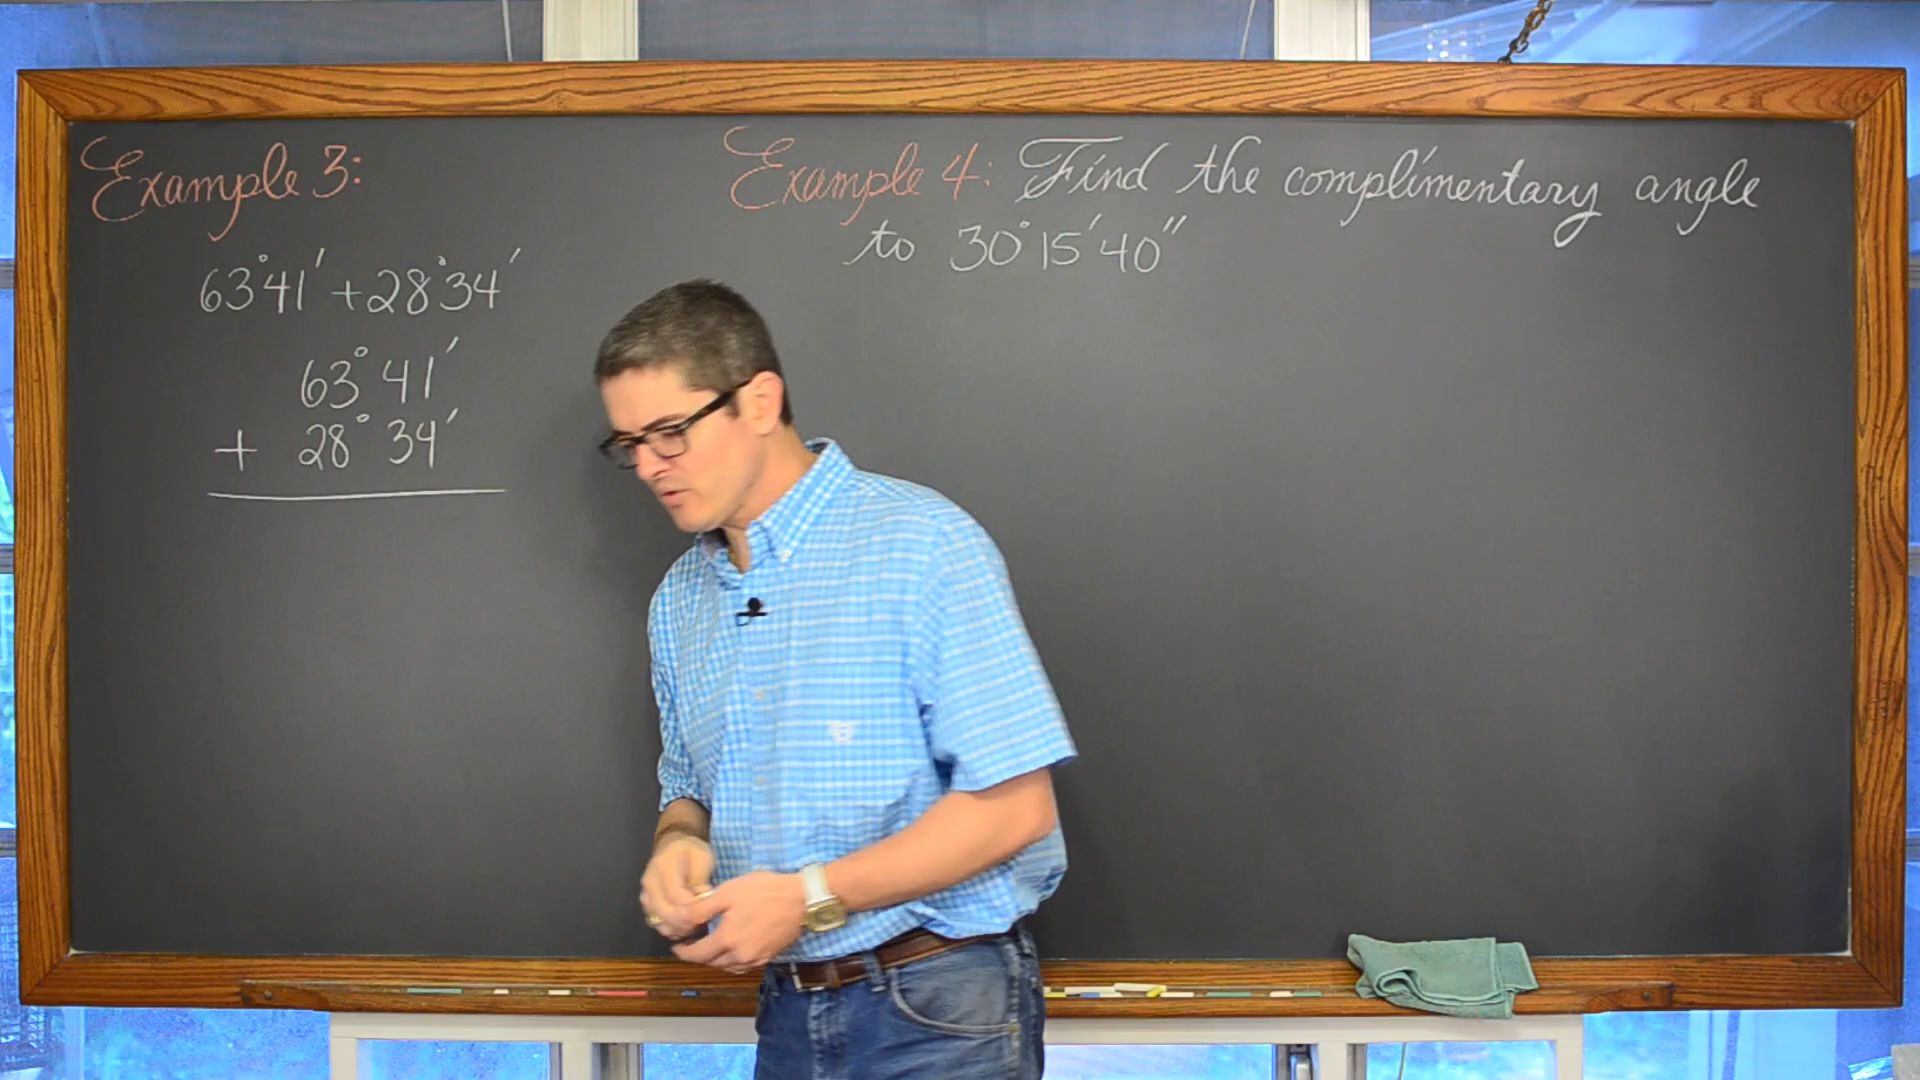 Example 3:
63°41' + 28°34'
63° 41'
+ 28° 34'
Example 4: Find the complimentary angle
to 30°15'40"